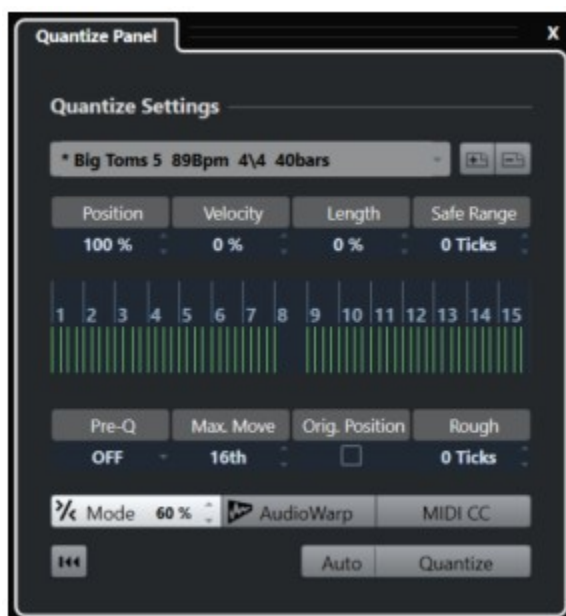 Quantize Panel X
Quantize Settings
* Big Toms 5 89Bpm 4\4 40bars
Position Velocity Length Safe Range
100 % 0 % 0 % 0 Ticks
1 2 3 4 5 6 7 8 9 10 11 12 13 14 15
Pre-Q Max. Move Orig. Position Rough
OFF 16th 0 Ticks
Mode 60 % AudioWarp MIDI CC
Auto Quantize